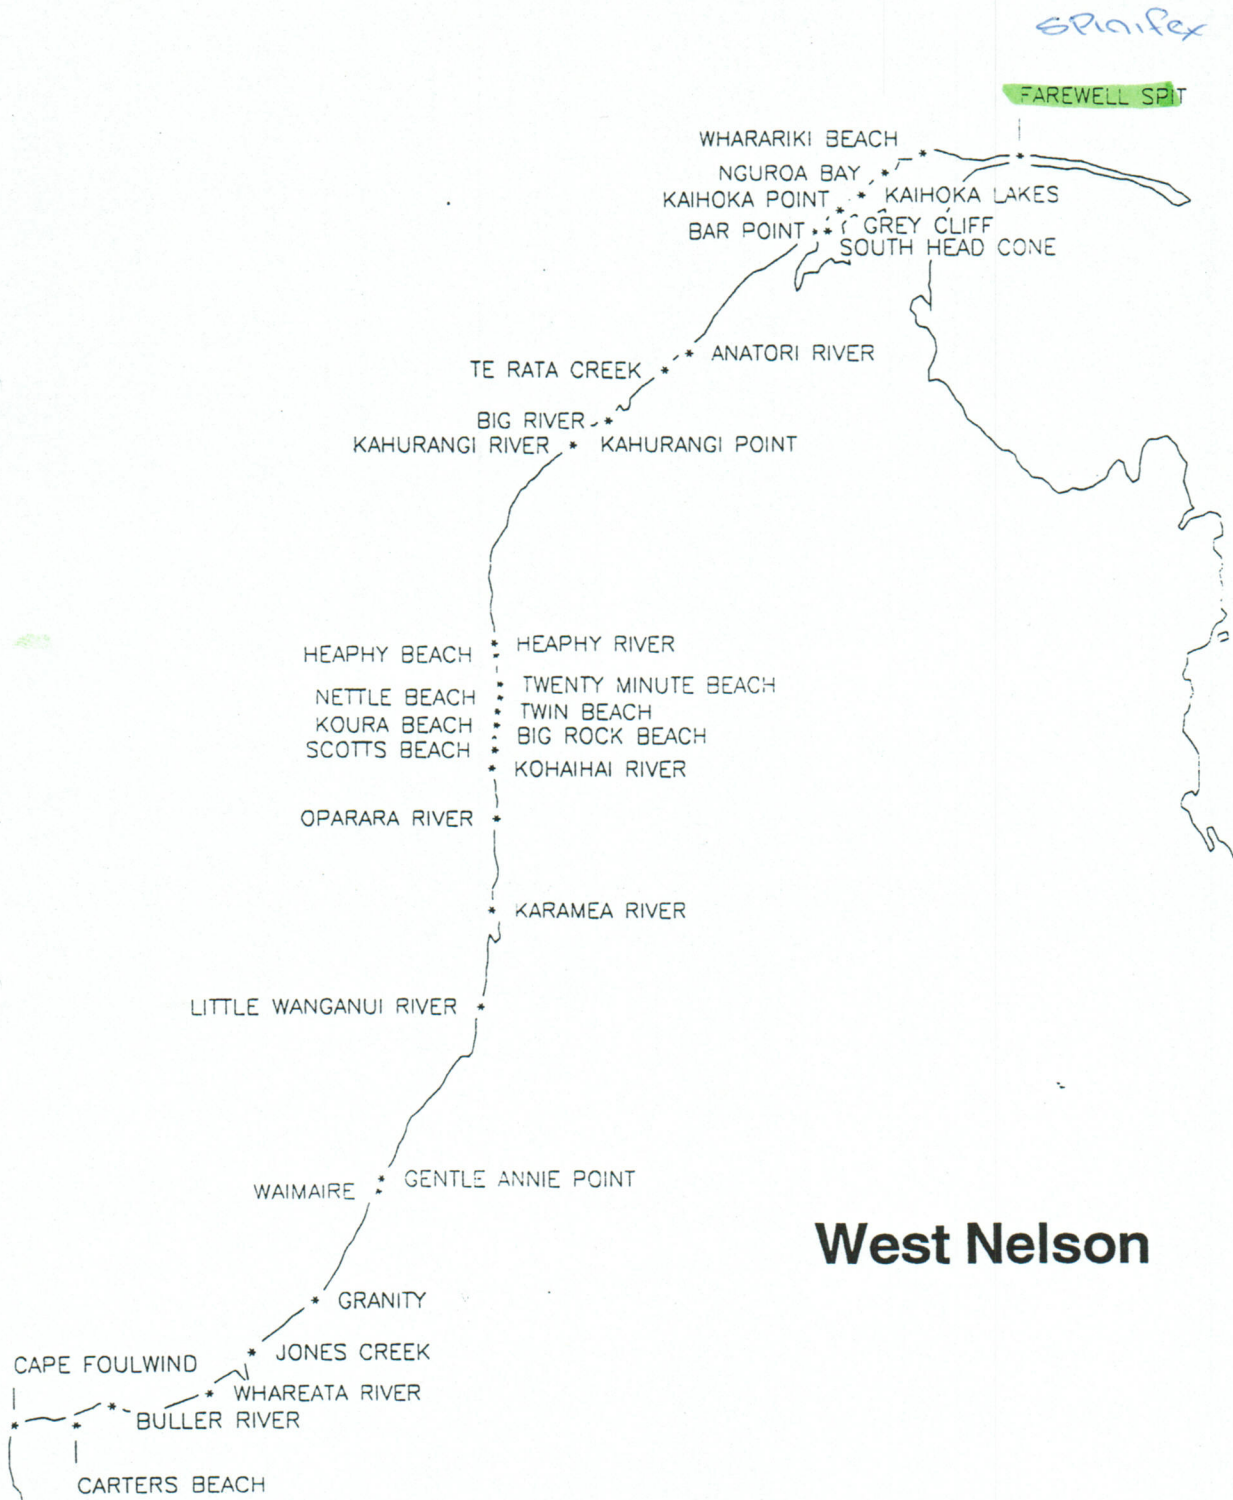 spinifex
FAREWELL SPIT
WHARARIKI BEACH
NGUROA BAY
KAIHOKA POINT
KAIHOKA LAKES
BAR POINT
GREY CLIFF
SOUTH HEAD CONE
ANATORI RIVER
TE RATA CREEK
BIG RIVER
KAHURANGI RIVER
KAHURANGI POINT
HEAPHY RIVER
HEAPHY BEACH
TWENTY MINUTE BEACH
NETTLE BEACH
TWIN BEACH
KOURA BEACH
BIG ROCK BEACH
SCOTTS BEACH
KOHAIHAI RIVER
OPARARA RIVER
KARAMEA RIVER
LITTLE WANGANUI RIVER
GENTLE ANNIE POINT
WAIMAIRE
West Nelson
GRANITY
JONES CREEK
CAPE FOULWIND
WHAREATA RIVER
BULLER RIVER
CARTERS BEACH